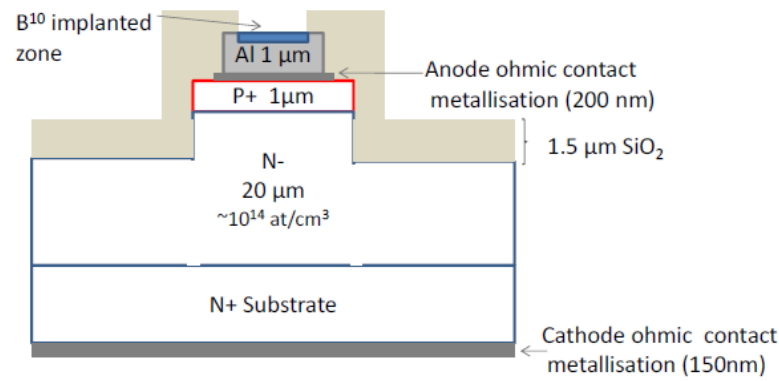 B¹⁰ implanted
zone
Al 1 µm
Anode ohmic contact
metallisation (200 nm)
P+ 1µm
1.5 µm SiO₂
N-
20 µm
~10¹⁴ at/cm³
N+ Substrate
Cathode ohmic contact
metallisation (150nm)